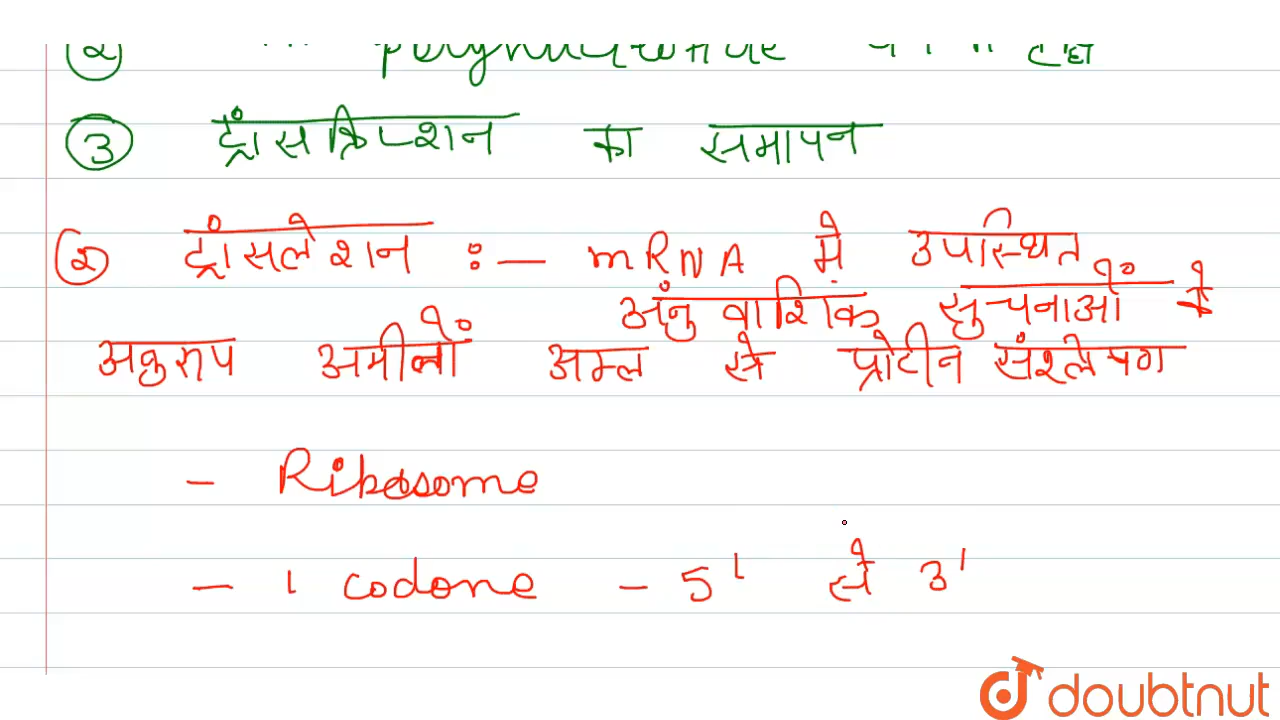 ②
③ ट्रांसक्रिप्शन का समापन
② ट्रांसलेशन :- mRNA में उपस्थित
अनुवांशिक सुचनाओं के
अनुरूप अमीनों अम्ल से प्रोटीन संश्लेषण
- Ribosome
- 1 codone - 5' से 3'
doubtnut